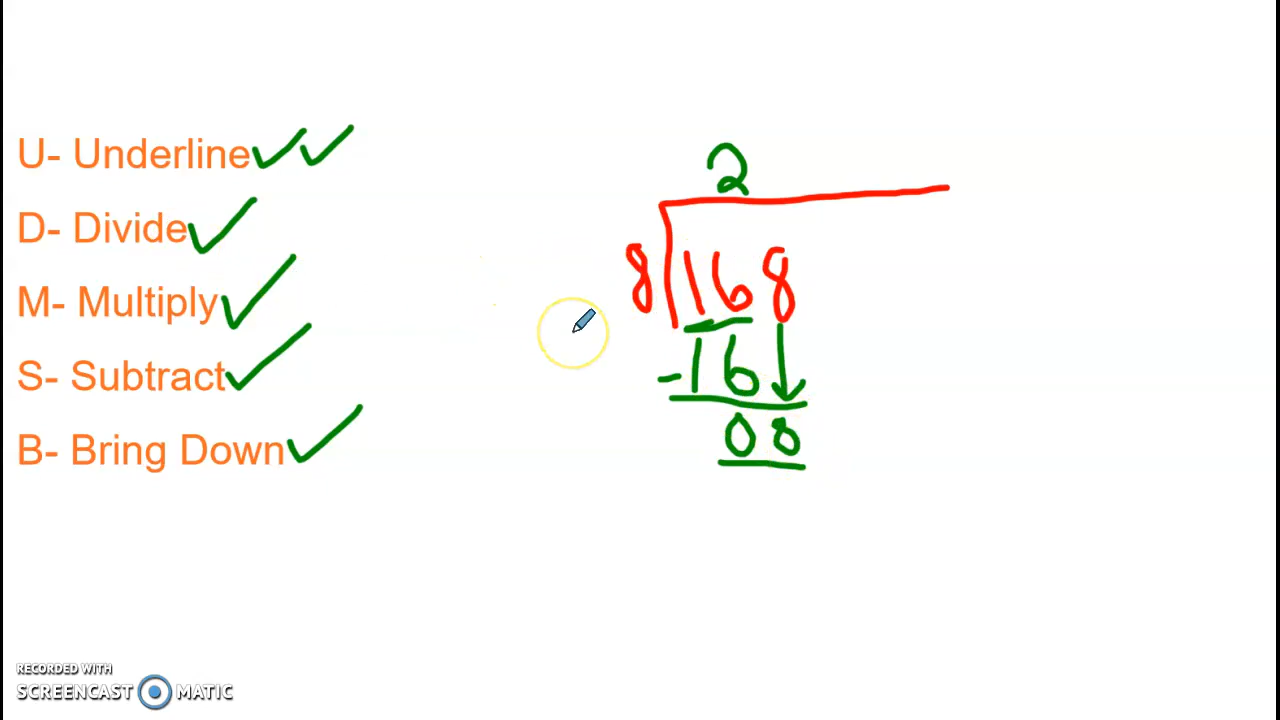 U- Underline
D- Divide
M- Multiply
S- Subtract
B- Bring Down
2
8 168
-16
08
RECORDED WITH
SCREENCAST MATIC